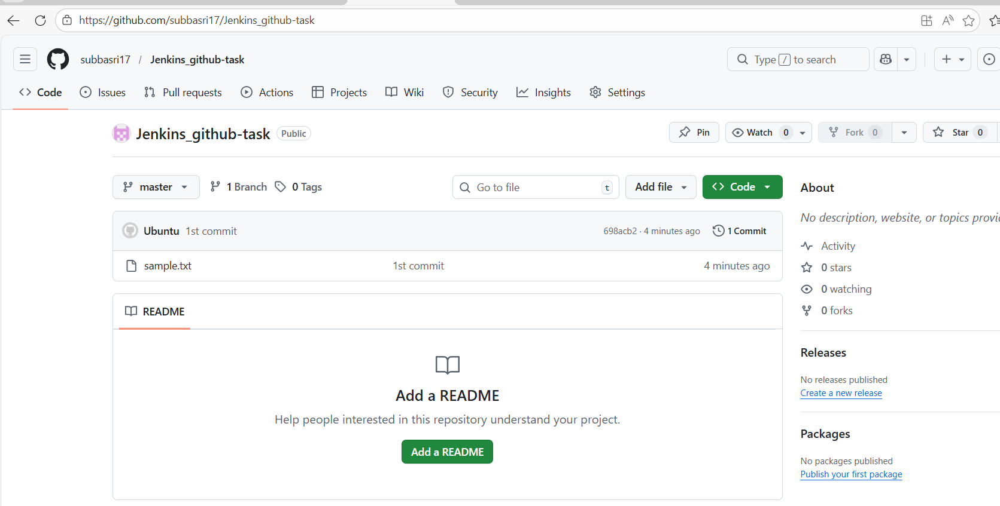 https://github.com/subbasri17/Jenkins_github-task
subbasri17 / Jenkins_github-task
Type / to search
Code Issues Pull requests Actions Projects Wiki Security Insights Settings
Jenkins_github-task Public
Pin Watch 0 Fork 0 Star 0
master 1 Branch 0 Tags
Go to file t Add file Code
Ubuntu 1st commit 698acb2 · 4 minutes ago 1 Commit
sample.txt 1st commit 4 minutes ago
README
Add a README
Help people interested in this repository understand your project.
Add a README
About
No description, website, or topics provi
Activity
0 stars
0 watching
0 forks
Releases
No releases published
Create a new release
Packages
No packages published
Publish your first package